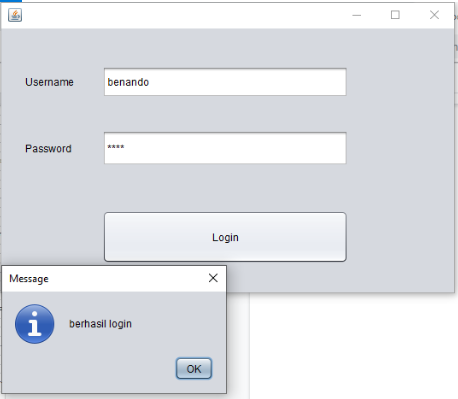 Username
benando
Password
****
Login
Message
berhasil login
OK